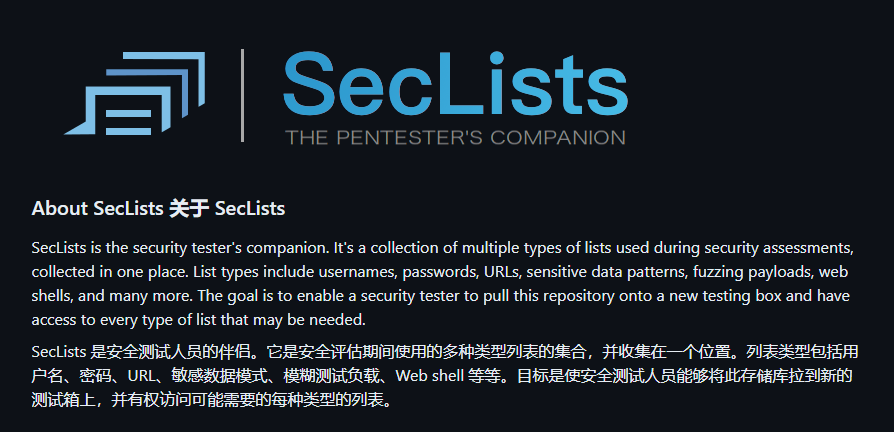 SecLists
THE PENTESTER'S COMPANION
About SecLists 关于 SecLists
SecLists is the security tester's companion. It's a collection of multiple types of lists used during security assessments,
collected in one place. List types include usernames, passwords, URLs, sensitive data patterns, fuzzing payloads, web
shells, and many more. The goal is to enable a security tester to pull this repository onto a new testing box and have
access to every type of list that may be needed.
SecLists 是安全测试人员的伴侣。它是安全评估期间使用的多种类型列表的集合，并收集在一个位置。列表类型包括用
户名、密码、URL、敏感数据模式、模糊测试负载、Web shell 等等。目标是使安全测试人员能够将此存储库拉到新的
测试箱上，并有权访问可能需要的每种类型的列表。